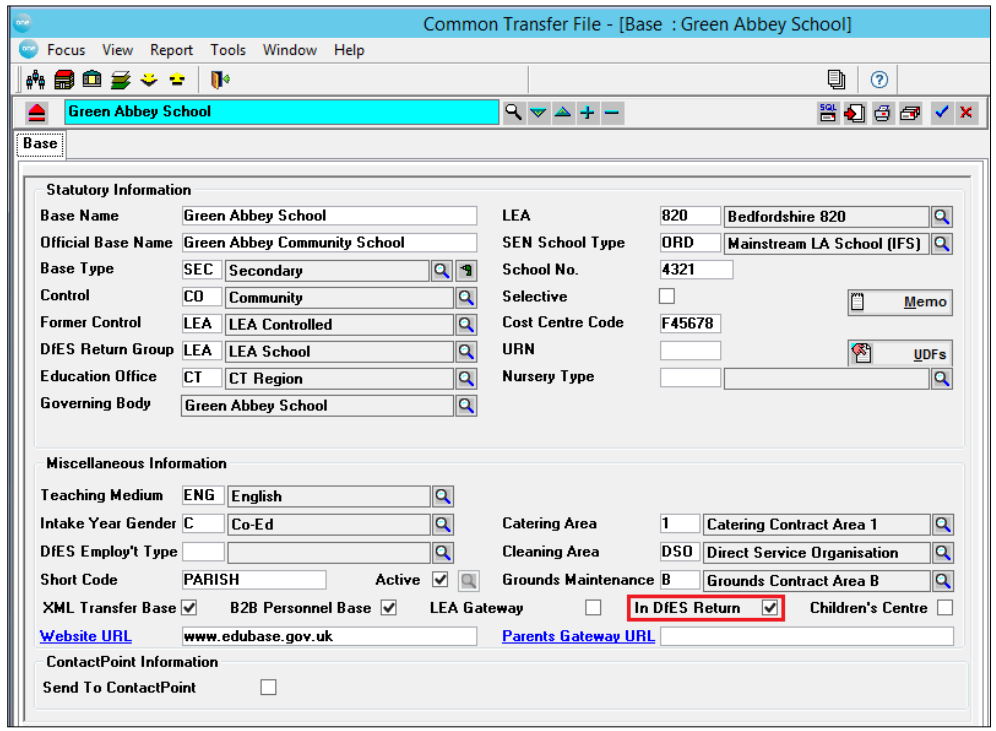 one Common Transfer File - [Base : Green Abbey School]
one Focus View Report Tools Window Help
?
Green Abbey School SQL
Base
Statutory Information
Base Name Green Abbey School LEA 820 Bedfordshire 820
Official Base Name Green Abbey Community School SEN School Type ORD Mainstream LA School (IFS)
Base Type SEC Secondary School No. 4321
Control CO Community Selective Memo
Former Control LEA LEA Controlled Cost Centre Code F45678
DfES Return Group LEA LEA School URN UDFs
Education Office CT CT Region Nursery Type
Governing Body Green Abbey School
Miscellaneous Information
Teaching Medium ENG English
Intake Year Gender C Co-Ed Catering Area 1 Catering Contract Area 1
DfES Employ't Type Cleaning Area DSO Direct Service Organisation
Short Code PARISH Active Grounds Maintenance B Grounds Contract Area B
XML Transfer Base B2B Personnel Base LEA Gateway In DfES Return Children's Centre
Website URL www.edubase.gov.uk Parents Gateway URL
ContactPoint Information
Send To ContactPoint